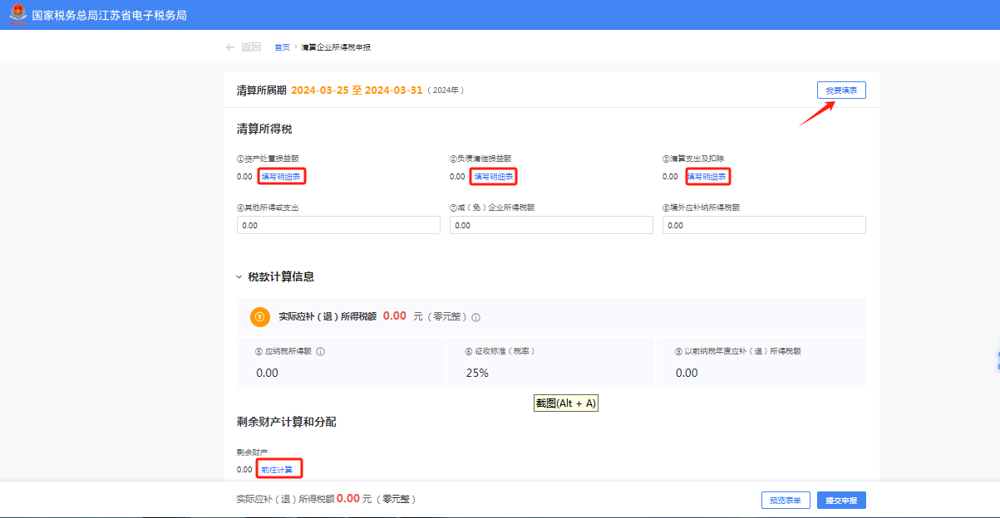 国家税务总局江苏省电子税务局
← 返回 首页 › 清算企业所得税申报
清算所属期 2024-03-25 至 2024-03-31（2024年） 我要填表
清算所得税
①资产处置损益额 ②负债清偿损益额 ③清算支出及扣除
0.00 填写明细表 0.00 填写明细表 0.00 填写明细表
④其他所得或支出 ⑦减（免）企业所得税额 ⑧境外应补纳所得税额
0.00 0.00 0.00
税款计算信息
实际应补（退）所得税额 0.00 元（零元整）
⑤ 应纳税所得额 ⑥ 征收标准（税率） ⑨ 以前纳税年度应补（退）所得税额
0.00 25% 0.00
截图(Alt + A)
剩余财产计算和分配
剩余财产
0.00 前往计算
实际应补（退）所得税额 0.00 元（零元整） 预览表单 提交申报